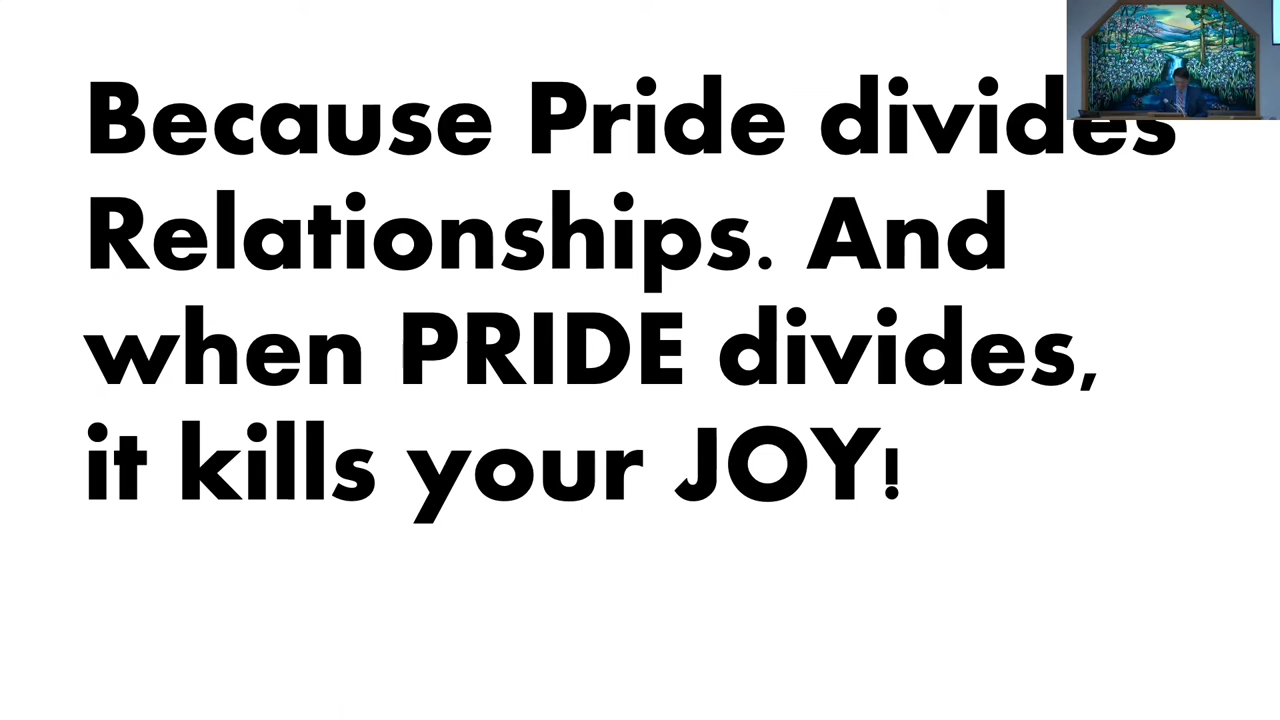 Because Pride divides
Relationships. And
when PRIDE divides,
it kills your JOY!